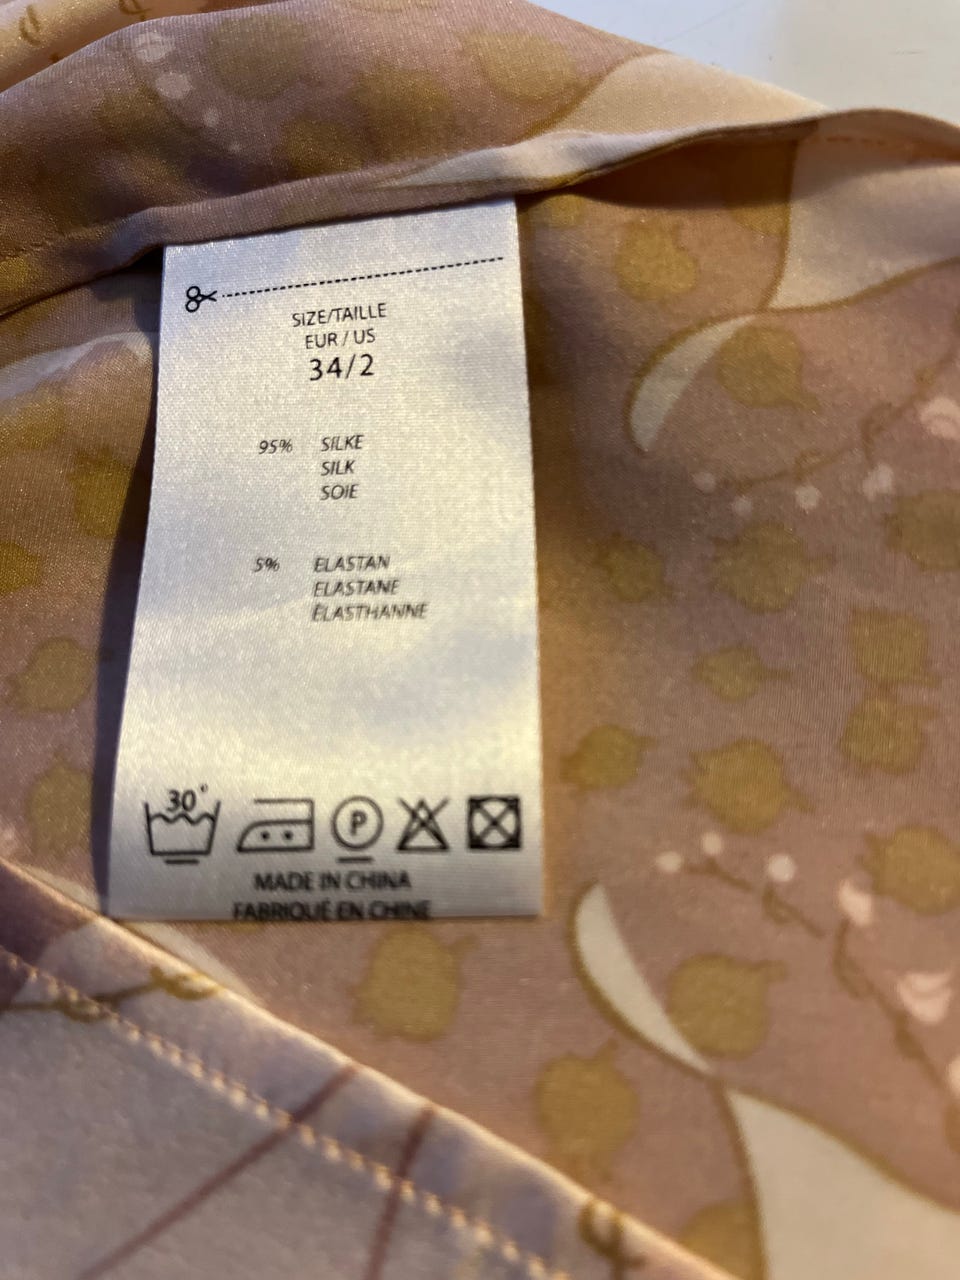 SIZE/TAILLE
EUR / US
34/2
95% SILKE
SILK
SOIE
5% ELASTAN
ELASTANE
ÉLASTHANNE
30°
P
MADE IN CHINA
FABRIQUÉ EN CHINE